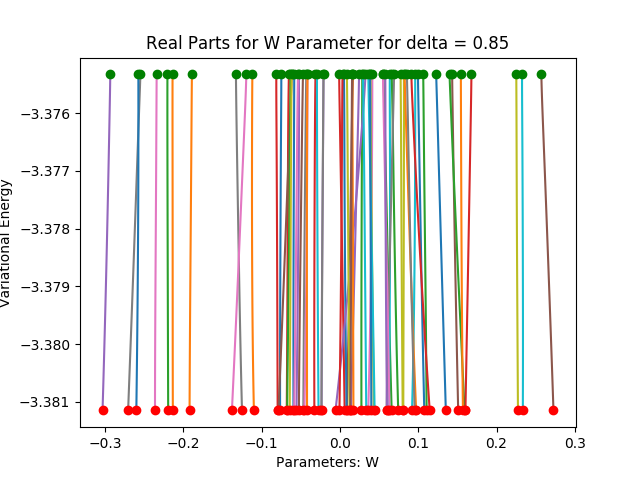 Real Parts for W Parameter for delta = 0.85
Variational Energy
−3.376
−3.377
−3.378
−3.379
−3.380
−3.381
−0.3 −0.2 −0.1 0.0 0.1 0.2 0.3
Parameters: W